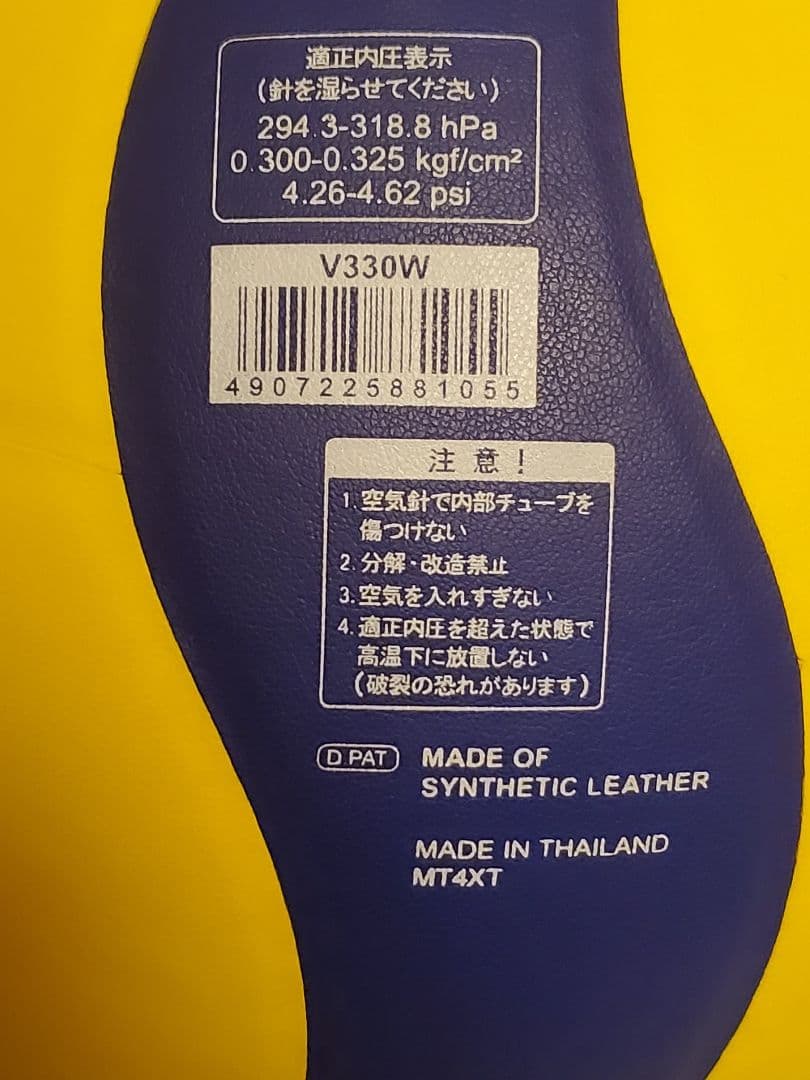 適正内圧表示
(針を湿らせてください)
294.3-318.8 hPa
0.300-0.325 kgf/cm²
4.26-4.62 psi
V330W
4907225881055
注意！
1.空気針で内部チューブを
傷つけない
2.分解・改造禁止
3.空気を入れすぎない
4.適正内圧を超えた状態で
高温下に放置しない
(破裂の恐れがあります)
D.PAT MADE OF
SYNTHETIC LEATHER
MADE IN THAILAND
MT4XT